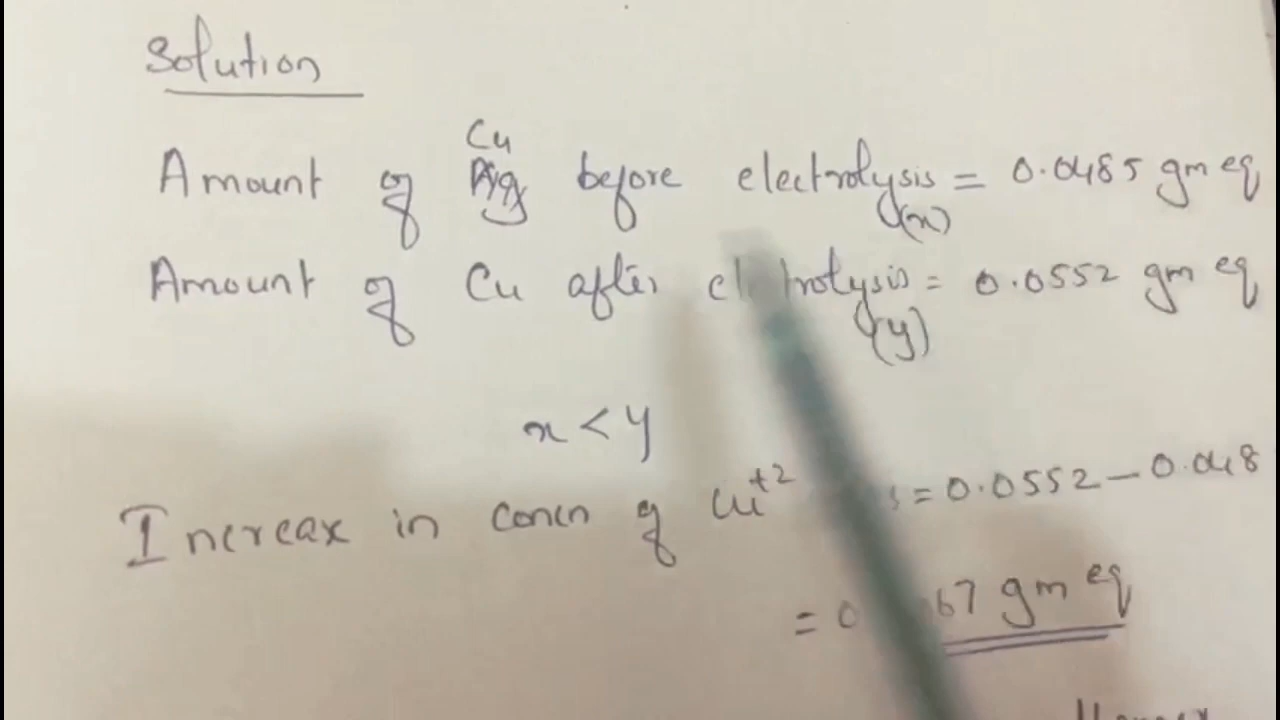 Solution
Cu
Amount of Ag before electrolysis = 0.0485 gm eq
(x)
Amount of Cu after electrolysis = 0.0552 gm eq
(y)
x < y
Increax in concn of Cu+2 = 0.0552 - 0.048
= 0 67 gm eq